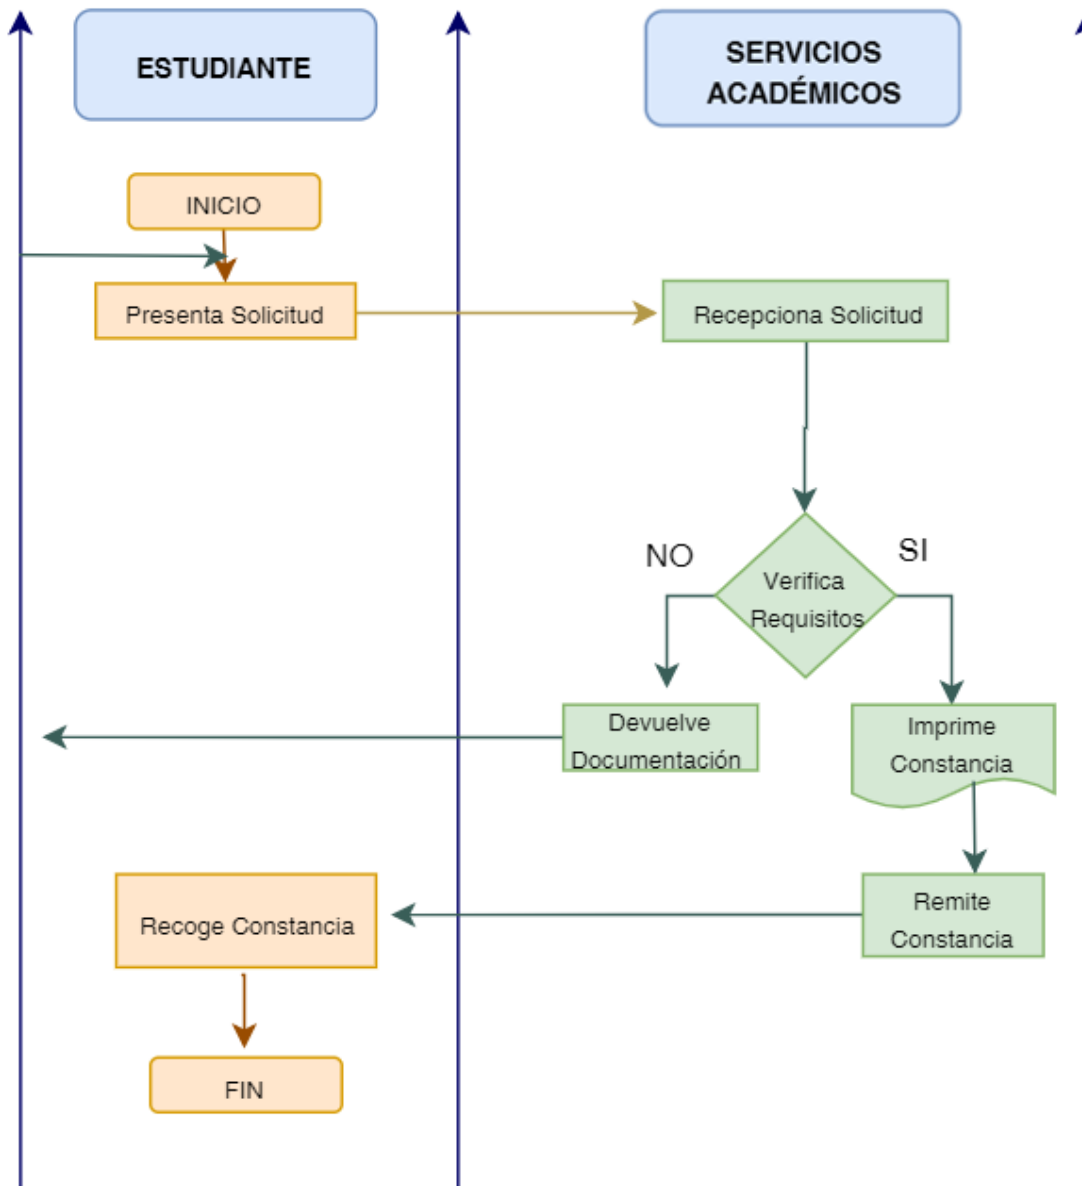 ESTUDIANTE
SERVICIOS
ACADÉMICOS
INICIO
Presenta Solicitud
Recepciona Solicitud
NO
SI
Verifica
Requisitos
Devuelve
Documentación
Imprime
Constancia
Recoge Constancia
Remite
Constancia
FIN